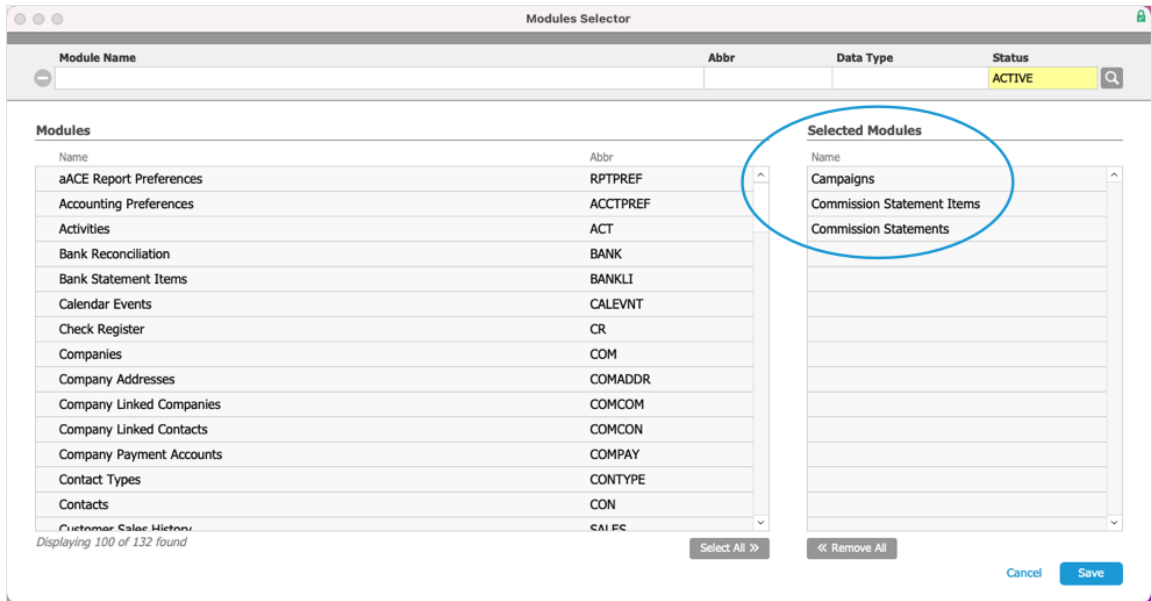 Modules Selector
Module Name Abbr Data Type Status
ACTIVE
Modules Selected Modules
Name Abbr Name
aACE Report Preferences RPTPREF Campaigns
Accounting Preferences ACCTPREF Commission Statement Items
Activities ACT Commission Statements
Bank Reconciliation BANK
Bank Statement Items BANKLI
Calendar Events CALEVNT
Check Register CR
Companies COM
Company Addresses COMADDR
Company Linked Companies COMCOM
Company Linked Contacts COMCON
Company Payment Accounts COMPAY
Contact Types CONTYPE
Contacts CON
Customer Sales History SALES
Displaying 100 of 132 found
Select All » « Remove All
Cancel Save